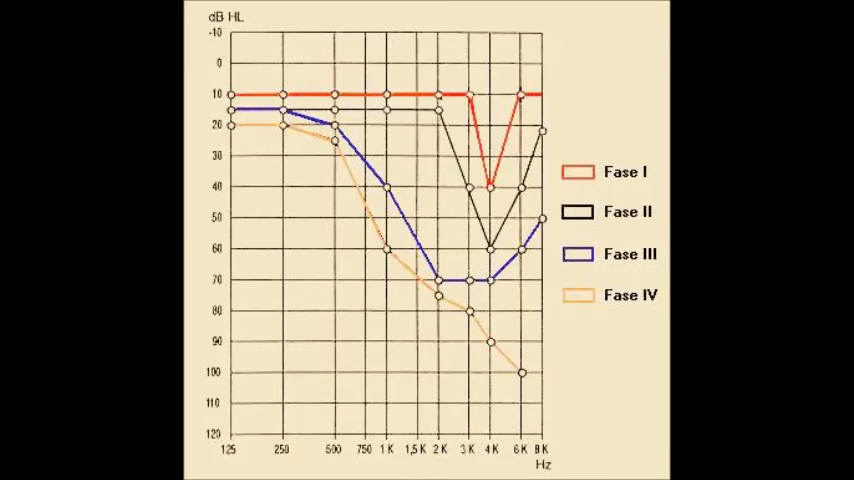 dB HL
-10
0
10
20
30
40
50
60
70
80
90
100
110
120
125 250 500 750 1 K 1,5 K 2 K 3 K 4 K 6 K 8 K
Hz
Fase I
Fase II
Fase III
Fase IV